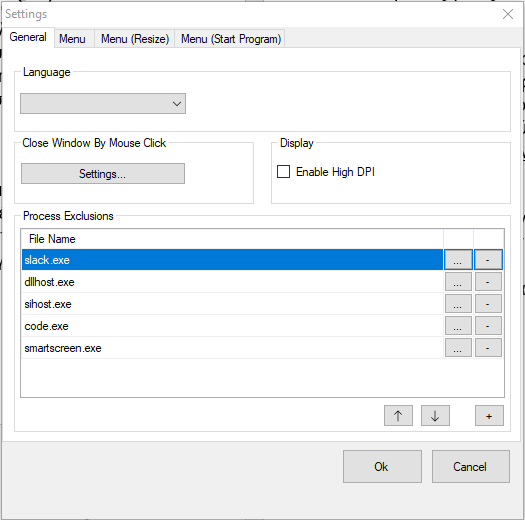 Settings
General Menu Menu (Resize) Menu (Start Program)
Language
Close Window By Mouse Click Display
Settings... Enable High DPI
Process Exclusions
File Name
slack.exe ... -
dllhost.exe ... -
sihost.exe ... -
code.exe ... -
smartscreen.exe ... -
↑ ↓ +
Ok Cancel